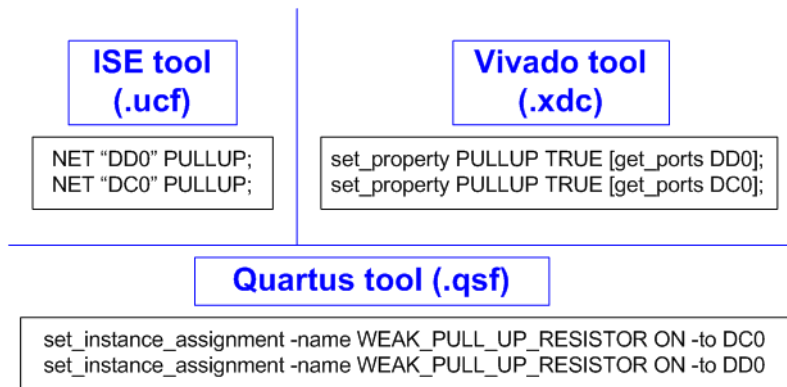 ISE tool
(.ucf)
NET “DD0” PULLUP;
NET “DC0” PULLUP;
Vivado tool
(.xdc)
set_property PULLUP TRUE [get_ports DD0];
set_property PULLUP TRUE [get_ports DC0];
Quartus tool (.qsf)
set_instance_assignment -name WEAK_PULL_UP_RESISTOR ON -to DC0
set_instance_assignment -name WEAK_PULL_UP_RESISTOR ON -to DD0